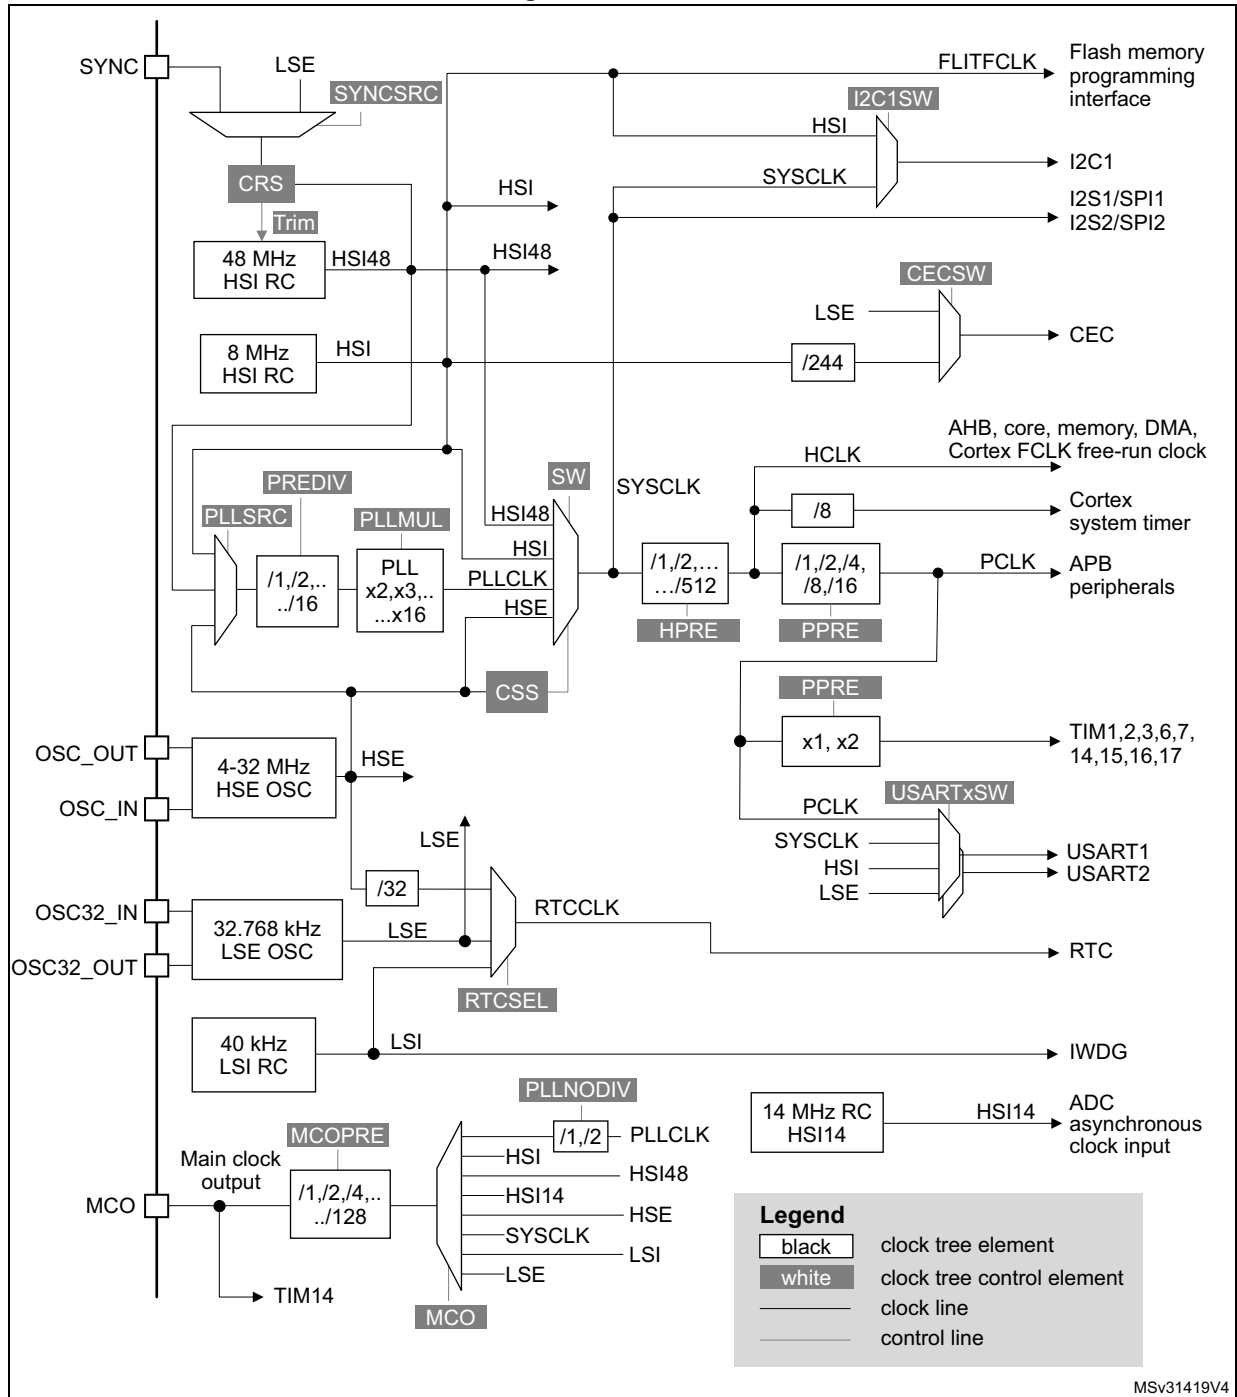 SYNC
LSE
SYNCSRC
CRS
Trim
48 MHz
HSI RC
HSI48
HSI
HSI48
8 MHz
HSI RC
HSI
FLITFCLK
Flash memory
programming
interface
I2C1SW
HSI
SYSCLK
I2C1
I2S1/SPI1
I2S2/SPI2
CECSW
LSE
/244
CEC
AHB, core, memory, DMA,
Cortex FCLK free-run clock
HCLK
/8
Cortex
system timer
PLLSRC
PREDIV
/1,/2,..
../16
PLLMUL
PLL
x2,x3,..
...x16
PLLCLK
SW
HSI48
HSI
HSE
SYSCLK
/1,/2,…
…/512
HPRE
/1,/2,/4,
/8,/16
PPRE
PCLK
APB
peripherals
CSS
PPRE
x1, x2
TIM1,2,3,6,7,
14,15,16,17
OSC_OUT
OSC_IN
4-32 MHz
HSE OSC
HSE
USARTxSW
PCLK
SYSCLK
HSI
LSE
USART1
USART2
LSE
/32
OSC32_IN
OSC32_OUT
32.768 kHz
LSE OSC
LSE
RTCCLK
RTC
RTCSEL
40 kHz
LSI RC
LSI
IWDG
PLLNODIV
/1,/2
PLLCLK
HSI
HSI48
HSI14
HSE
SYSCLK
LSI
LSE
MCO
14 MHz RC
HSI14
HSI14
ADC
asynchronous
clock input
MCOPRE
/1,/2,/4,..
../128
Main clock
output
MCO
TIM14
Legend
black
clock tree element
white
clock tree control element
clock line
control line
MSv31419V4